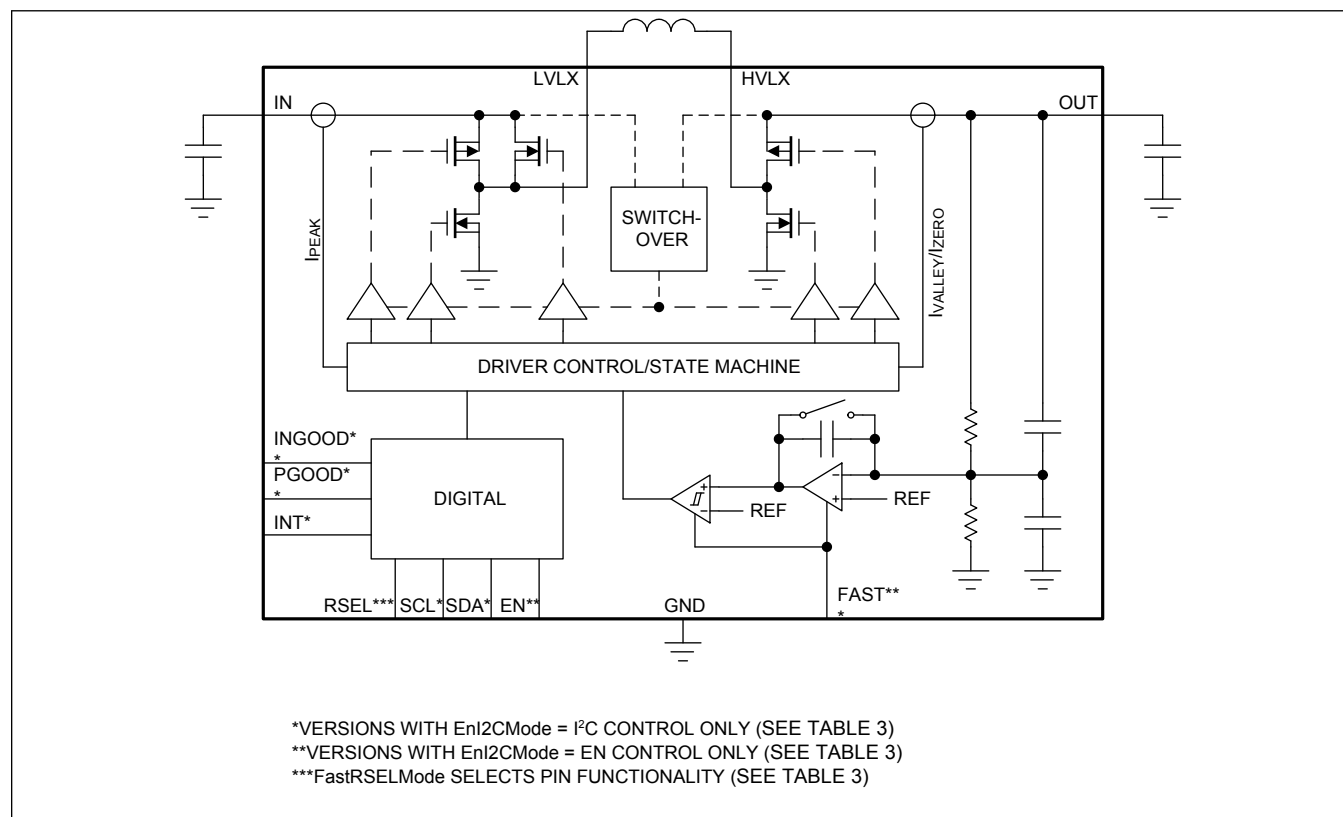 LVLX
HVLX
IN
OUT
SWITCH-
OVER
IPEAK
IVALLEY/IZERO
DRIVER CONTROL/STATE MACHINE
INGOOD*
*
PGOOD*
*
INT*
DIGITAL
+
-
REF
-
+
REF
RSEL***
SCL*
SDA*
EN**
GND
FAST**
*
*VERSIONS WITH EnI2CMode = I²C CONTROL ONLY (SEE TABLE 3)
**VERSIONS WITH EnI2CMode = EN CONTROL ONLY (SEE TABLE 3)
***FastRSELMode SELECTS PIN FUNCTIONALITY (SEE TABLE 3)